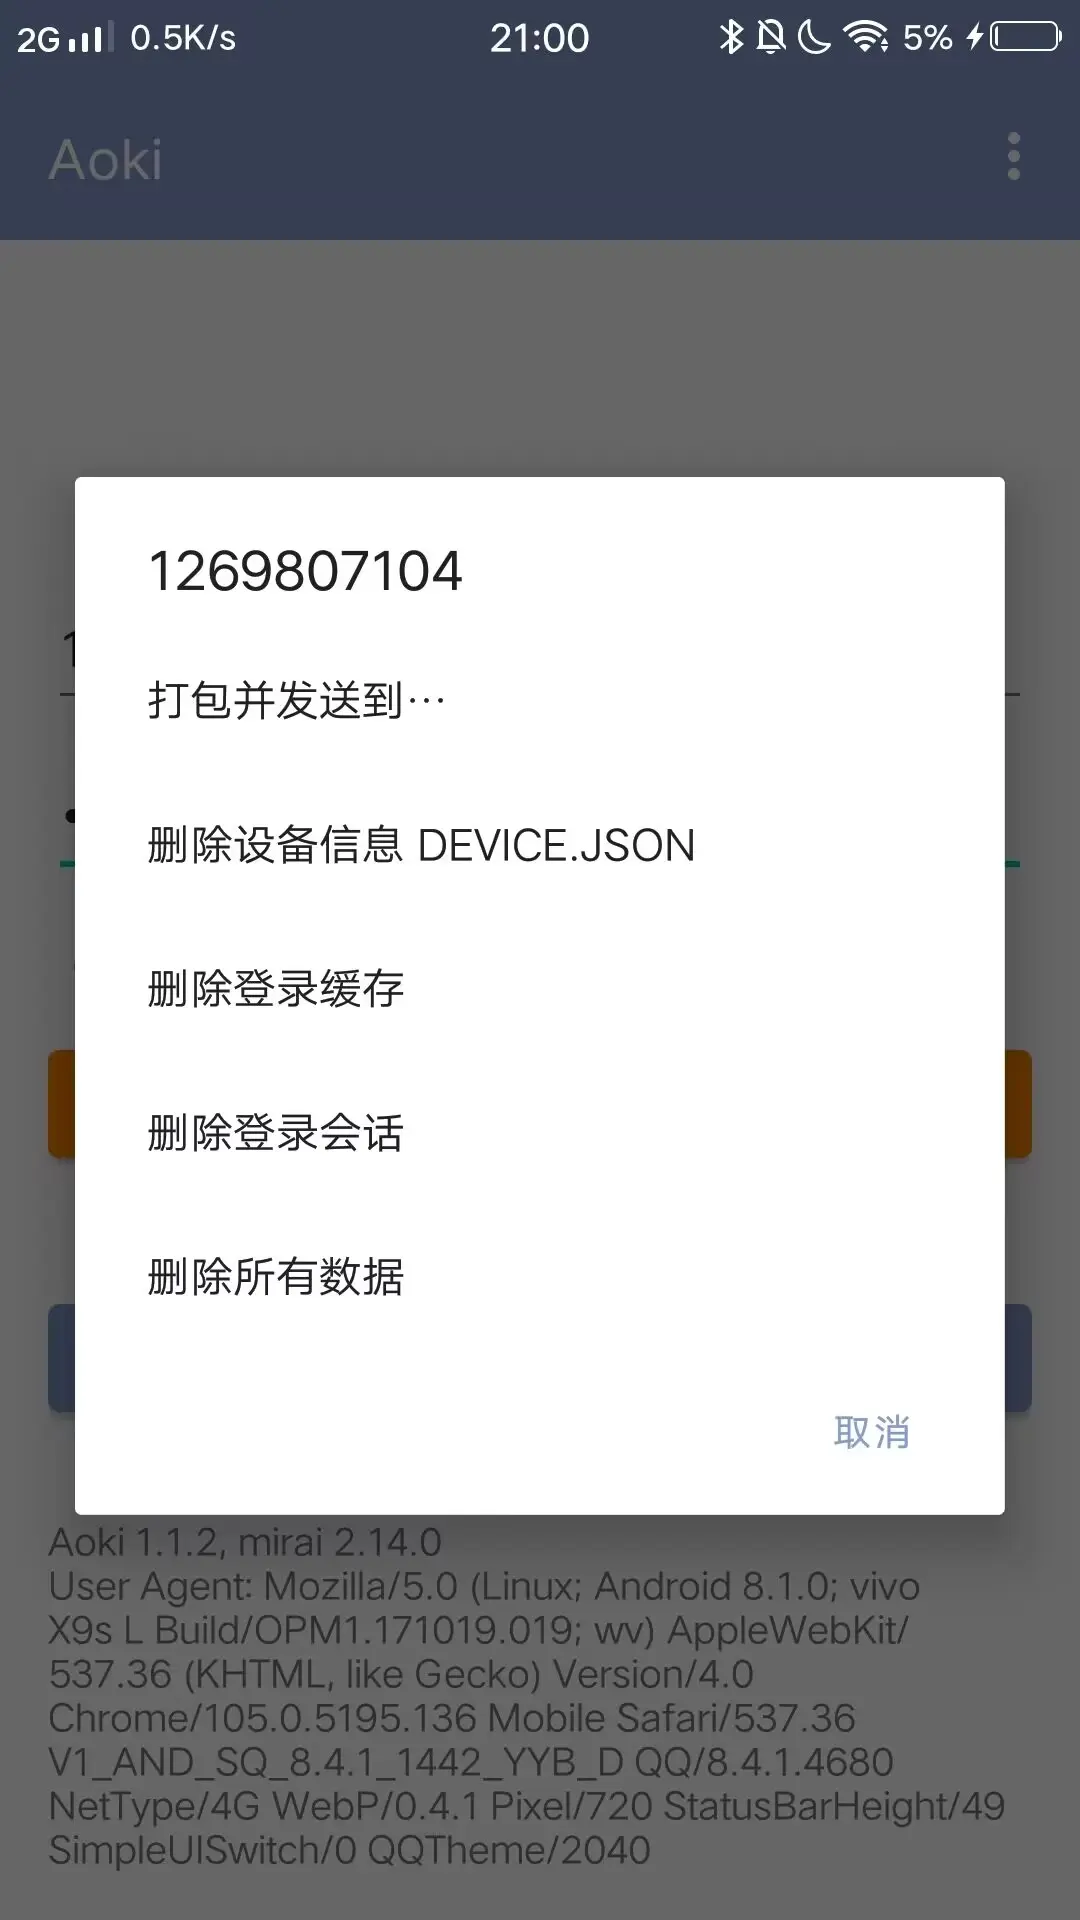 2G 0.5K/s 21:00 5%
Aoki
1269807104
打包并发送到…
删除设备信息 DEVICE.JSON
删除登录缓存
删除登录会话
删除所有数据
取消
Aoki 1.1.2, mirai 2.14.0
User Agent: Mozilla/5.0 (Linux; Android 8.1.0; vivo
X9s L Build/OPM1.171019.019; wv) AppleWebKit/
537.36 (KHTML, like Gecko) Version/4.0
Chrome/105.0.5195.136 Mobile Safari/537.36
V1_AND_SQ_8.4.1_1442_YYB_D QQ/8.4.1.4680
NetType/4G WebP/0.4.1 Pixel/720 StatusBarHeight/49
SimpleUISwitch/0 QQTheme/2040